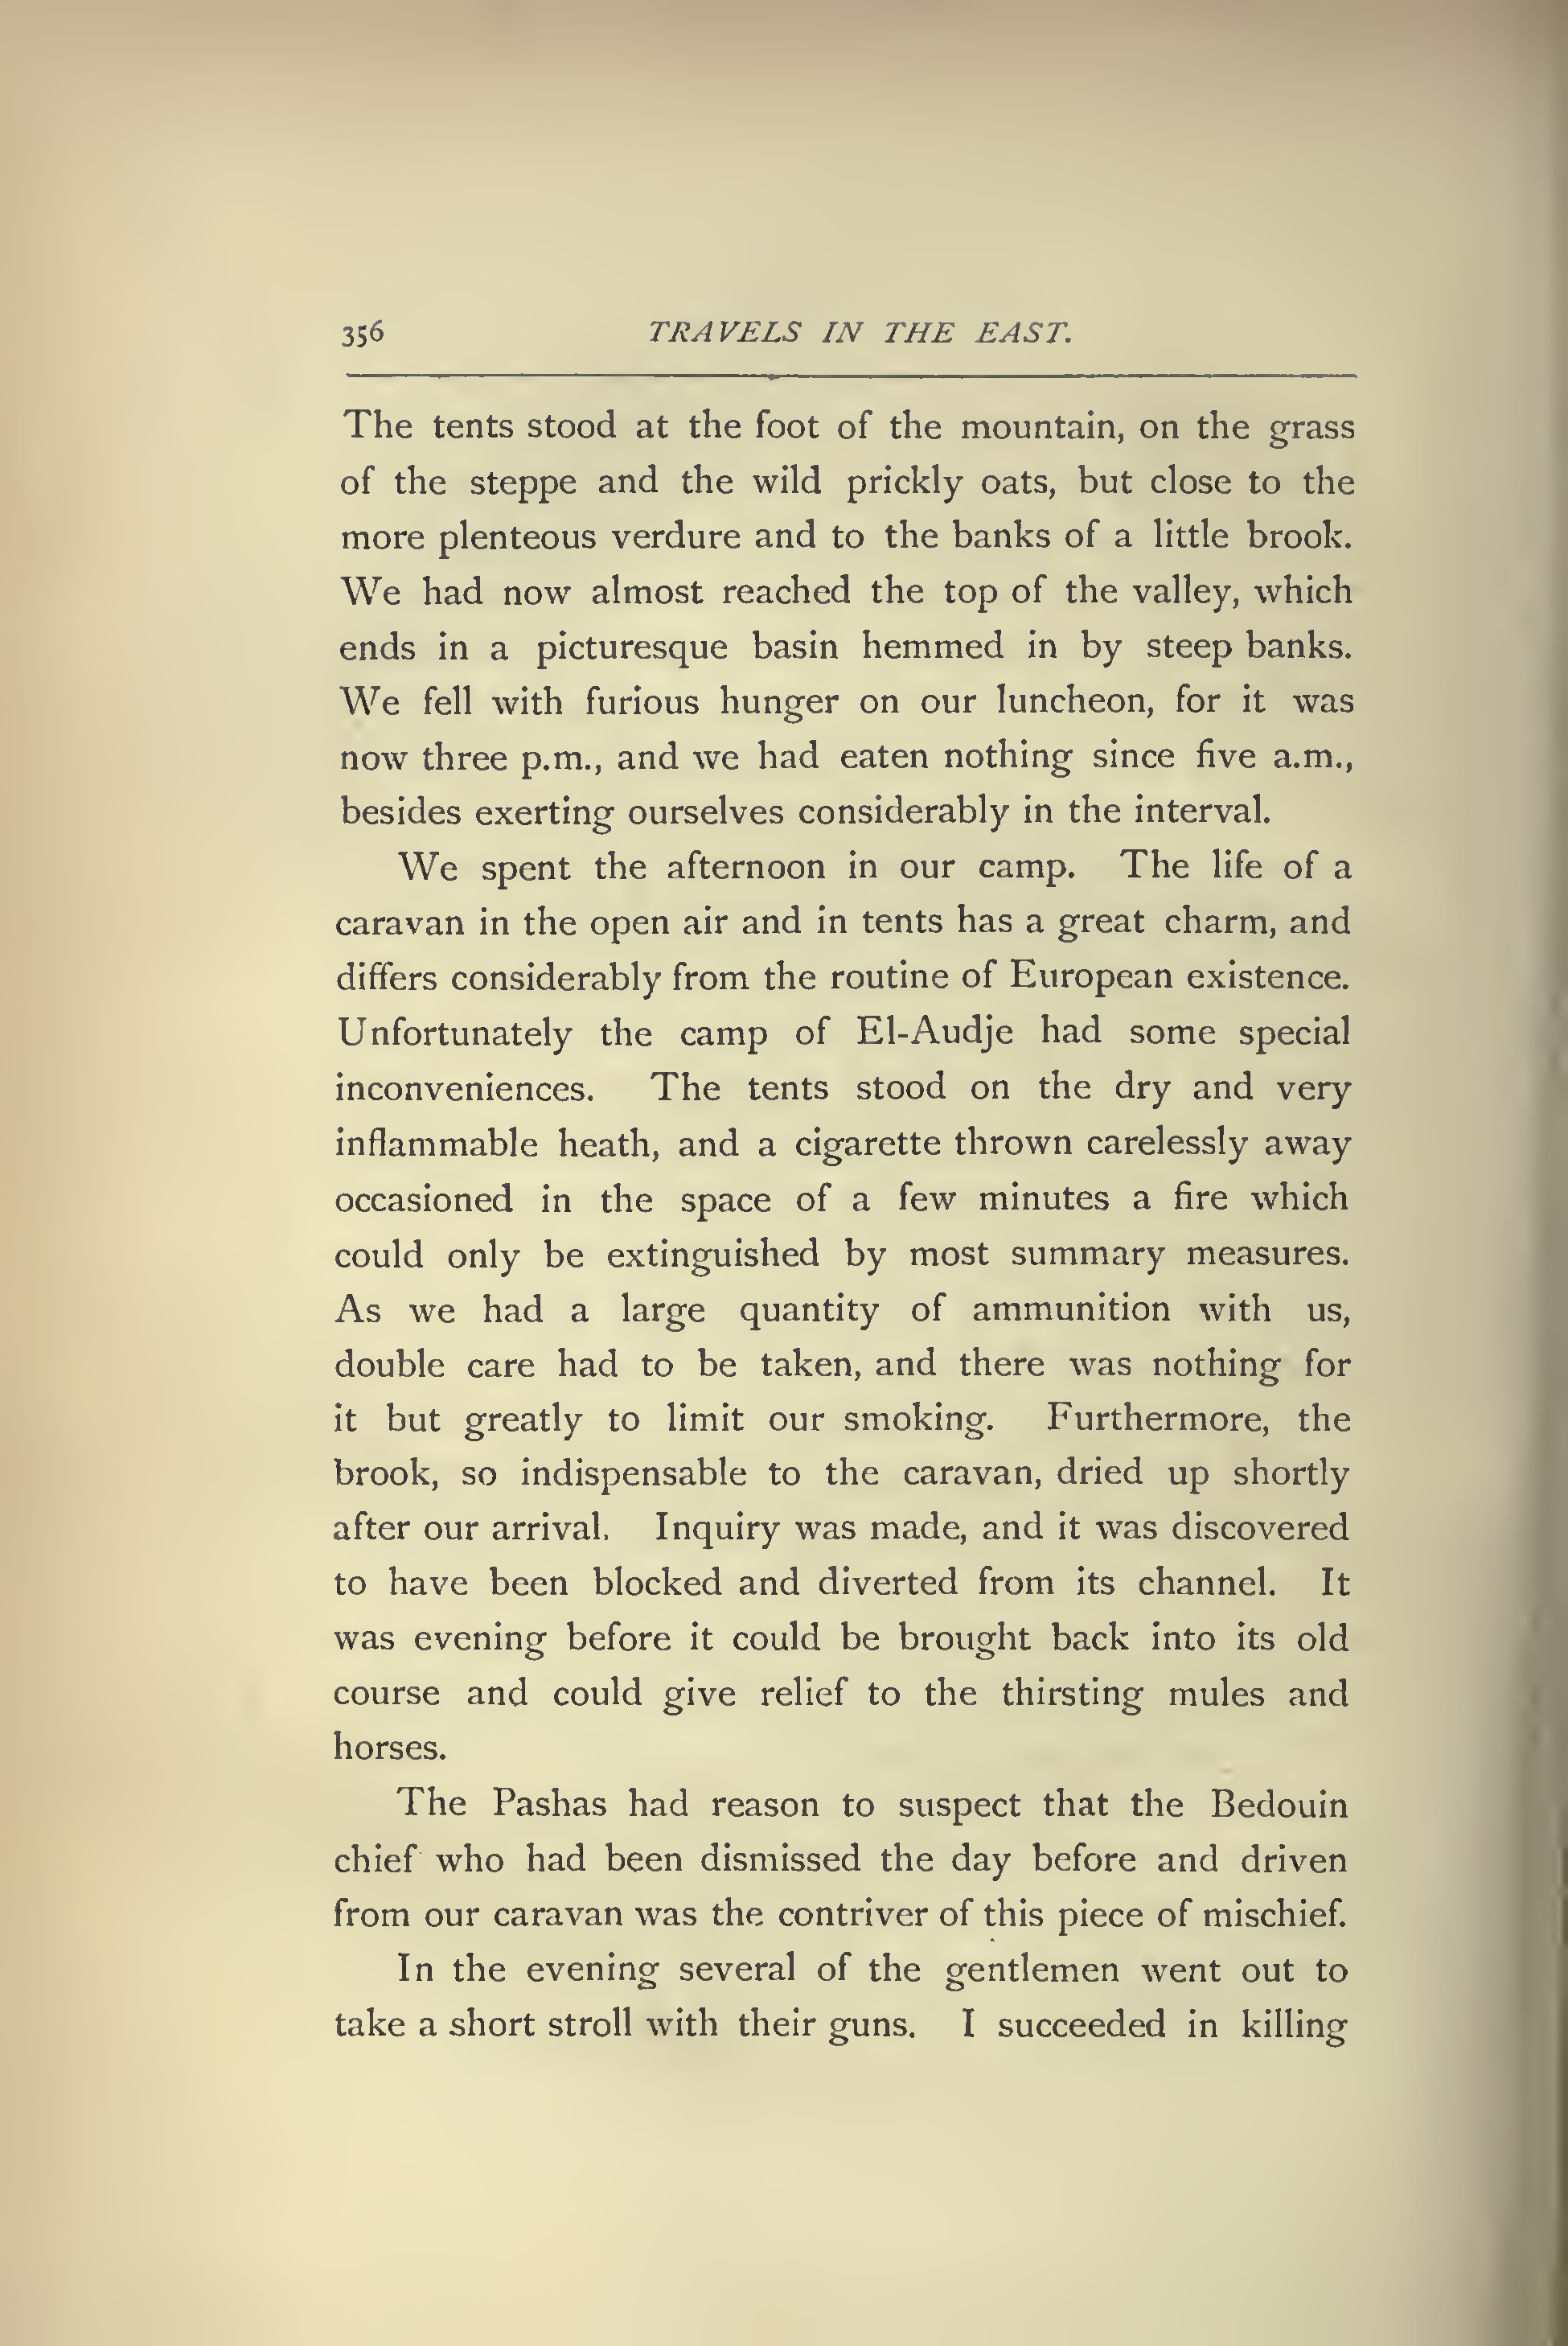 356 TRAVELS IN THE EAST.
The tents stood at the foot of the mountain, on the grass
of the steppe and the wild prickly oats, but close to the
more plenteous verdure and to the banks of a little brook.
We had now almost reached the top of the valley, which
ends in a picturesque basin hemmed in by steep banks.
We fell with furious hunger on our luncheon, for it was
now three p.m., and we had eaten nothing since five a.m.,
besides exerting ourselves considerably in the interval.
We spent the afternoon in our camp. The life of a
caravan in the open air and in tents has a great charm, and
differs considerably from the routine of European existence.
Unfortunately the camp of El-Audje had some special
inconveniences. The tents stood on the dry and very
inflammable heath, and a cigarette thrown carelessly away
occasioned in the space of a few minutes a fire which
could only be extinguished by most summary measures.
As we had a large quantity of ammunition with us,
double care had to be taken, and there was nothing for
it but greatly to limit our smoking. Furthermore, the
brook, so indispensable to the caravan, dried up shortly
after our arrival. Inquiry was made, and it was discovered
to have been blocked and diverted from its channel. It
was evening before it could be brought back into its old
course and could give relief to the thirsting mules and
horses.
The Pashas had reason to suspect that the Bedouin
chief who had been dismissed the day before and driven
from our caravan was the contriver of this piece of mischief.
In the evening several of the gentlemen went out to
take a short stroll with their guns. I succeeded in killing